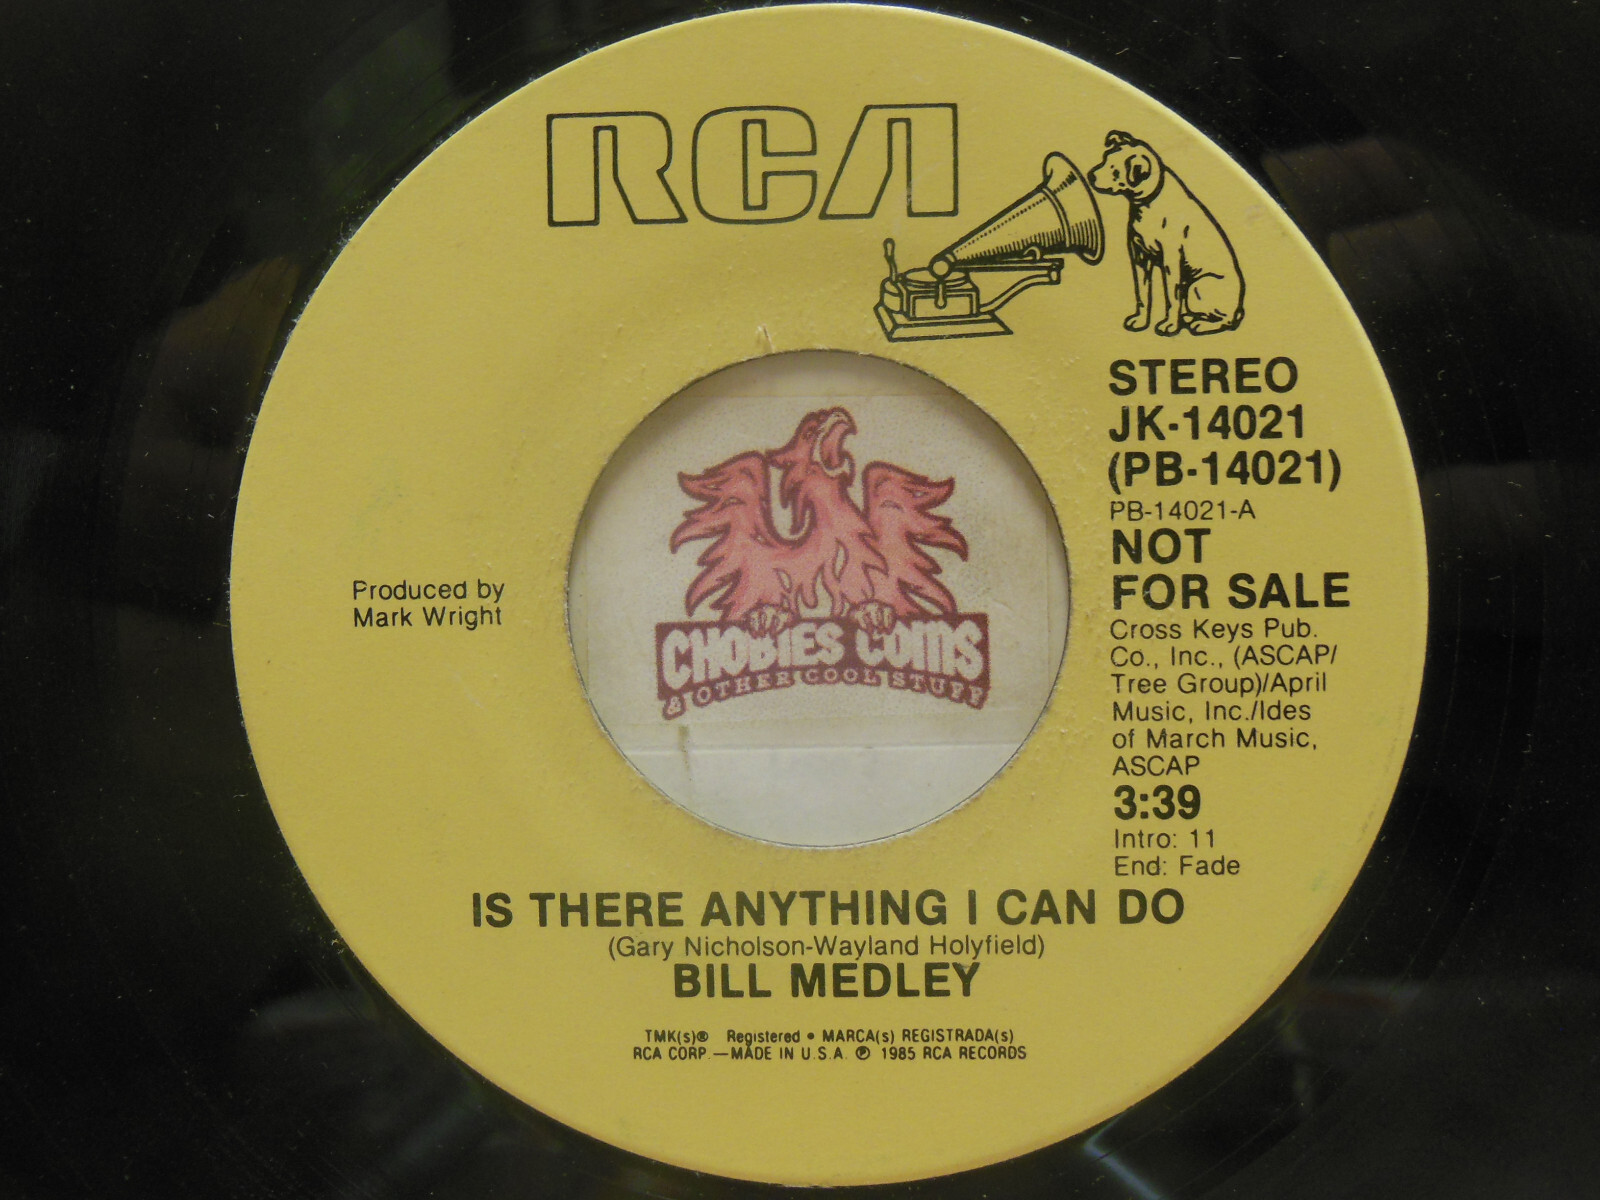 RCA
STEREO
JK-14021
(PB-14021)
PB-14021-A
NOT
FOR SALE
Produced by
Mark Wright
Cross Keys Pub.
Co., Inc., (ASCAP/
Tree Group)/April
Music, Inc./Ides
of March Music,
ASCAP
3:39
Intro: 11
End: Fade
CHOBIES COINS
& OTHER COOL STUFF
IS THERE ANYTHING I CAN DO
(Gary Nicholson-Wayland Holyfield)
BILL MEDLEY
TMK(s)® Registered • MARCA(s) REGISTRADA(s)
RCA CORP.—MADE IN U.S.A. ℗ 1985 RCA RECORDS